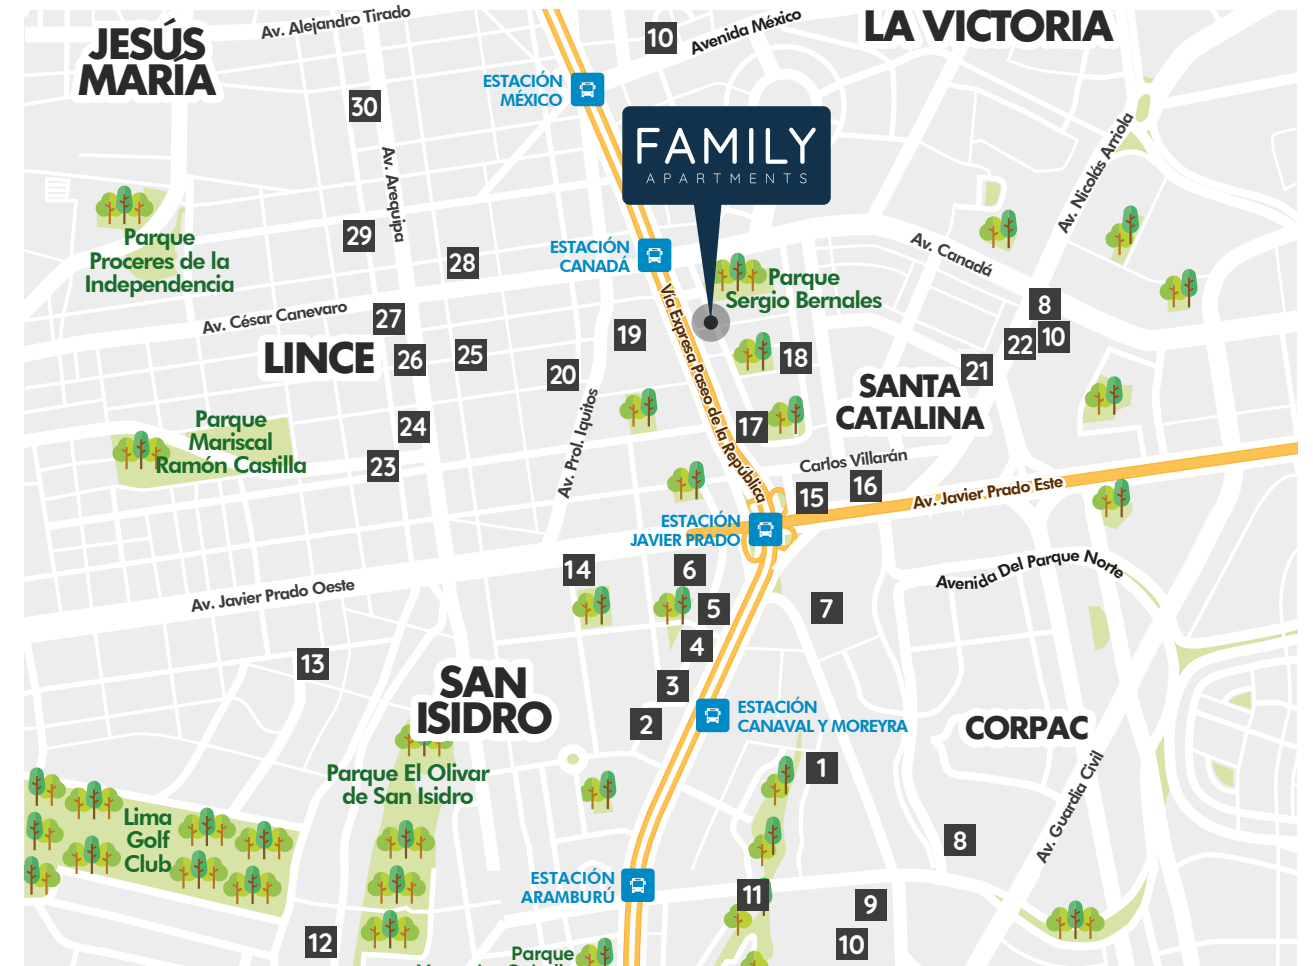 JESÚS
MARÍA
Av. Alejandro Tirado
10
Avenida México
LA VICTORIA
ESTACIÓN
MÉXICO
30
FAMILY
APARTMENTS
Av. Arequipa
Av. Nicolás Arriola
Parque
Proceres de la
Independencia
29
28
ESTACIÓN
CANADÁ
Av. Canadá
Parque
Sergio Bernales
Av. César Canevaro
27
LINCE
26
25
20
19
Vía Expresa Paseo de la República
18
8
22
10
21
SANTA
CATALINA
Parque
Mariscal
Ramón Castilla
24
23
Av. Prol. Iquitos
17
Carlos Villarán
15
16
Av. Javier Prado Este
ESTACIÓN
JAVIER PRADO
Av. Javier Prado Oeste
14
6
5
4
3
2
7
Avenida Del Parque Norte
13
SAN
ISIDRO
ESTACIÓN
CANAVAL Y MOREYRA
CORPAC
1
Av. Guardia Civil
Parque El Olivar
de San Isidro
Lima
Golf
Club
8
ESTACIÓN
ARAMBURÚ
11
9
10
12
Parque